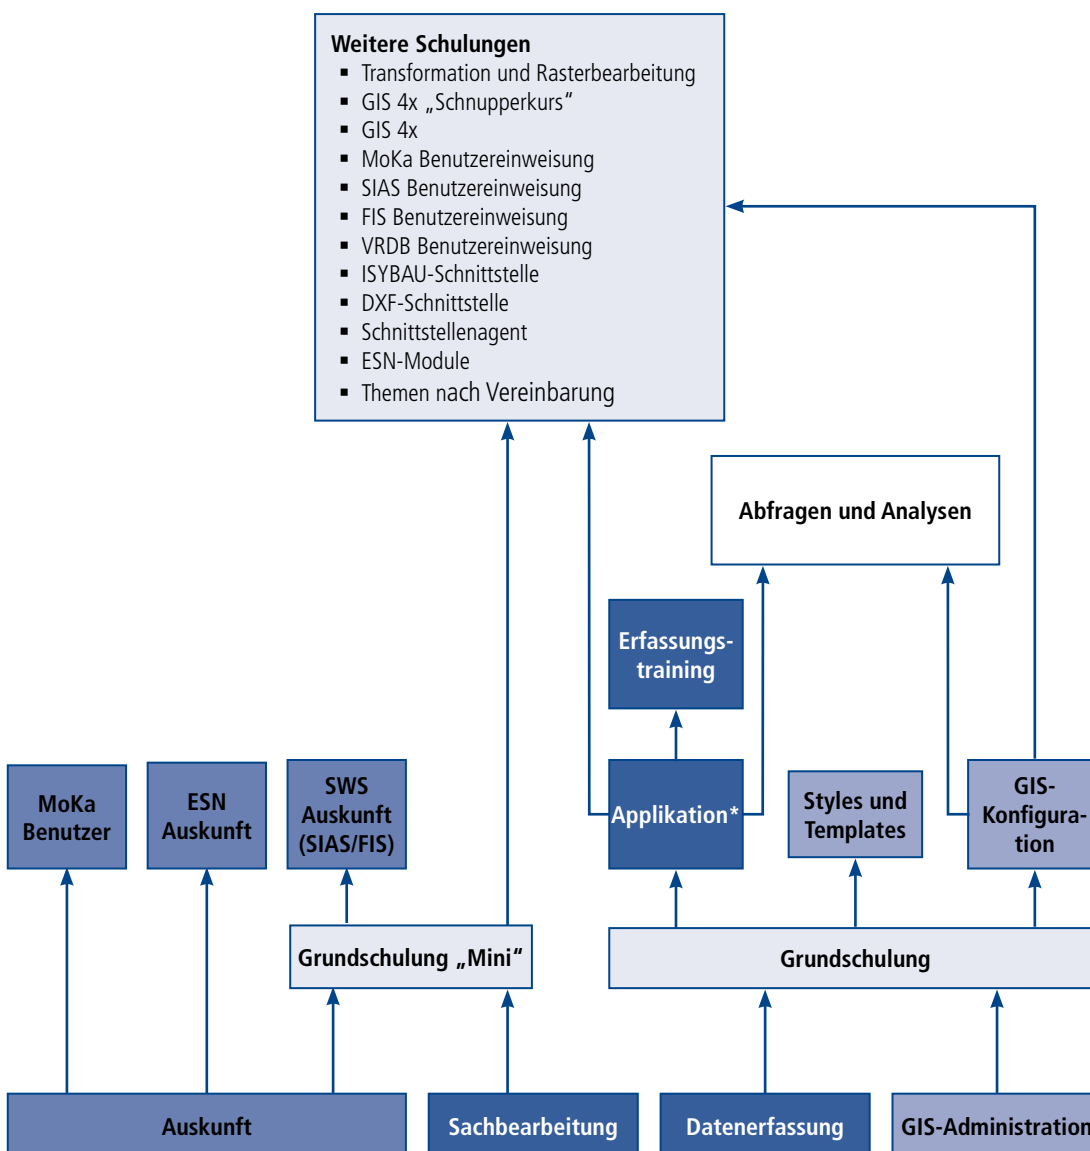 Weitere Schulungen
▪ Transformation und Rasterbearbeitung
▪ GIS 4x „Schnupperkurs“
▪ GIS 4x
▪ MoKa Benutzereinweisung
▪ SIAS Benutzereinweisung
▪ FIS Benutzereinweisung
▪ VRDB Benutzereinweisung
▪ ISYBAU-Schnittstelle
▪ DXF-Schnittstelle
▪ Schnittstellenagent
▪ ESN-Module
▪ Themen nach Vereinbarung
Abfragen und Analysen
Erfassungs-
training
MoKa
Benutzer
ESN
Auskunft
SWS
Auskunft
(SIAS/FIS)
Applikation*
Styles und
Templates
GIS-
Konfigura-
tion
Grundschulung „Mini“
Grundschulung
Auskunft
Sachbearbeitung
Datenerfassung
GIS-Administration